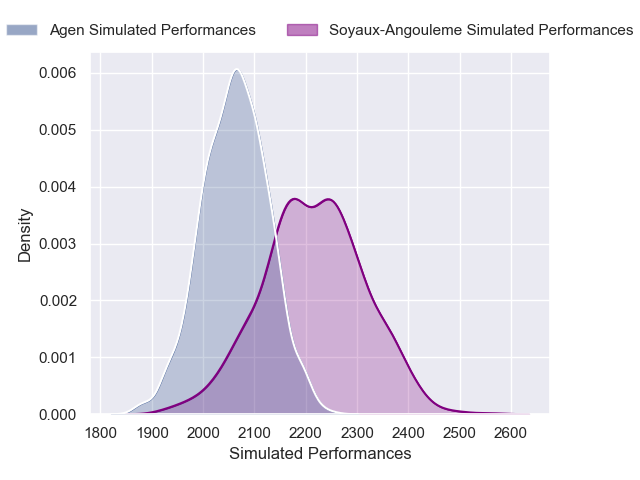 Agen Simulated Performances Soyaux-Angouleme Simulated Performances
0.006
0.005
0.004
0.003
0.002
0.001
0.000
Density
1800 1900 2000 2100 2200 2300 2400 2500 2600
Simulated Performances